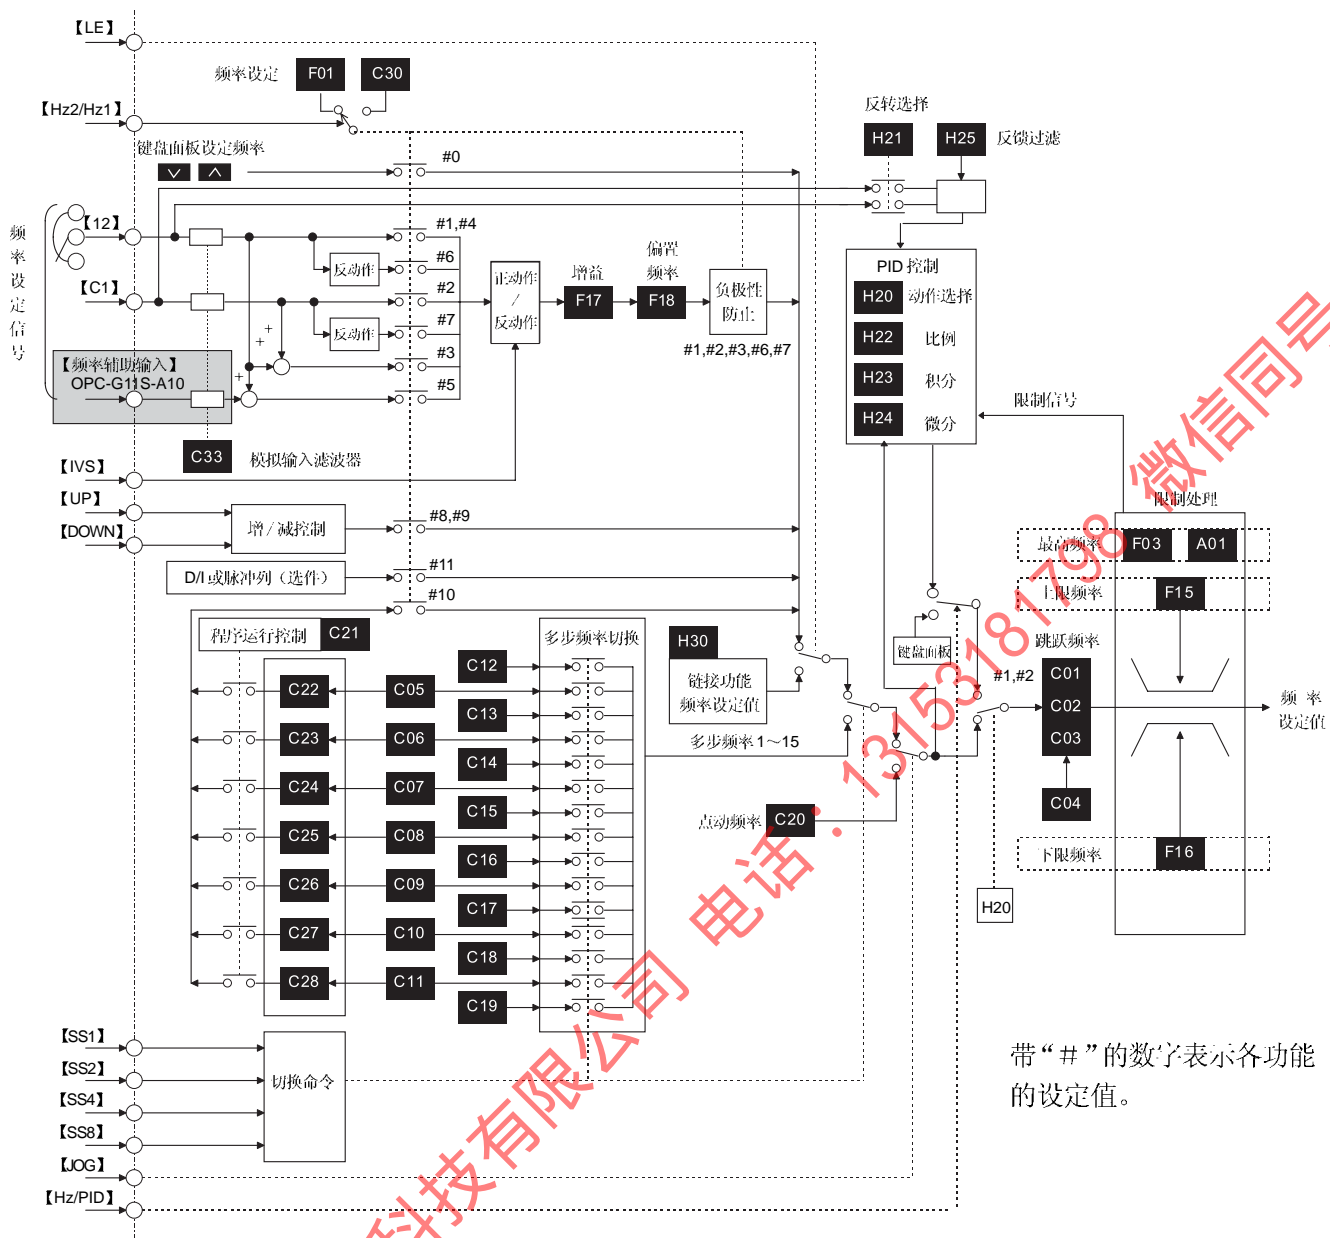 【LE】
频率设定
F01
C30
【Hz2/Hz1】
键盘面板设定频率
∨
∧
#0
反转选择
H21
H25
反馈过滤
频率设定信号
【12】
#1,#4
反动作
#6
【C1】
#2
反动作
#7
#3
#5
+
+
+
【频率辅助输入】
OPC-G11S-A10
正动作
/
反动作
增益
F17
偏置
频率
F18
负极性
防止
#1,#2,#3,#6,#7
PID 控制
H20 动作选择
H22 比例
H23 积分
H24 微分
限制信号
C33
模拟输入滤波器
【IVS】
【UP】
【DOWN】
增／减控制
#8,#9
D/I 或脉冲列（选件）
#11
#10
限制处理
最高频率
F03
A01
上限频率
F15
程序运行控制
C21
多步频率切换
H30
链接功能
频率设定值
键盘面板
跳跃频率
#1,#2
C01
C02
C03
C04
频 率
设定值
多步频率 1～15
点动频率
C20
下限频率
F16
H20
C12
C22
C05
C13
C23
C06
C14
C24
C07
C15
C25
C08
C16
C26
C09
C17
C27
C10
C18
C28
C11
C19
【SS1】
【SS2】
【SS4】
【SS8】
切换命令
【JOG】
【Hz/PID】
带“＃”的数字表示各功能
的设定值。
科技有限公司 电话：13153181798 微信同号